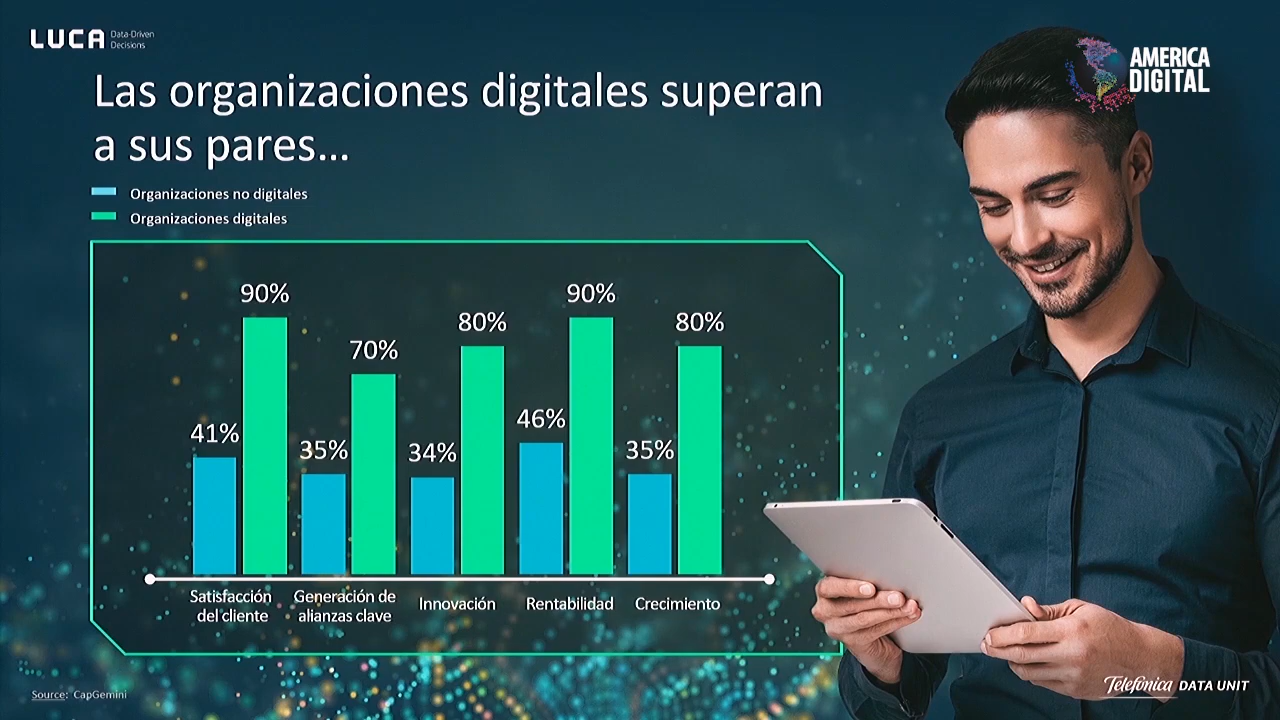 LUCA Data-Driven
Decisions
AMERICA
DIGITAL
Las organizaciones digitales superan
a sus pares...
Organizaciones no digitales
Organizaciones digitales
90%
90%
80%
80%
70%
41%
46%
35%
34%
35%
Satisfacción
del cliente
Generación de
alianzas clave
Innovación
Rentabilidad
Crecimiento
Source: CapGemini
Telefónica DATA UNIT